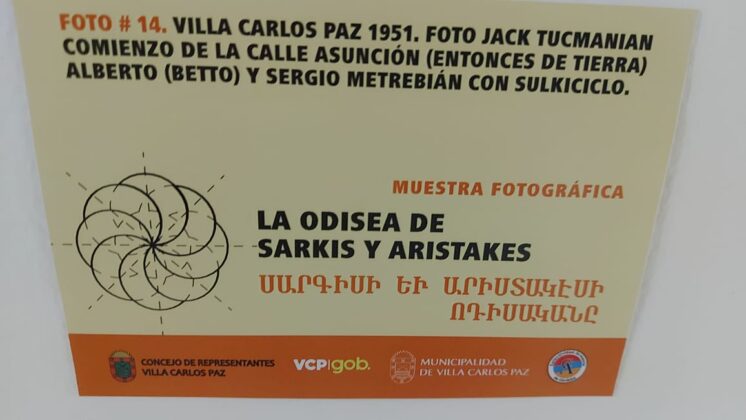 FOTO # 14. VILLA CARLOS PAZ 1951. FOTO JACK TUCMANIAN
COMIENZO DE LA CALLE ASUNCIÓN (ENTONCES DE TIERRA)
ALBERTO (BETTO) Y SERGIO METREBIÁN CON SULKICICLO.
MUESTRA FOTOGRÁFICA
LA ODISEA DE
SARKIS Y ARISTAKES
ՍԱՐԳԻՍԻ ԵՒ ԱՐԻՍՏԱԿԷՍԻ
ՈԴԻՍԱԿԱՆԸ
CONCEJO DE REPRESENTANTES
VILLA CARLOS PAZ
VCP|gob.
MUNICIPALIDAD
DE VILLA CARLOS PAZ